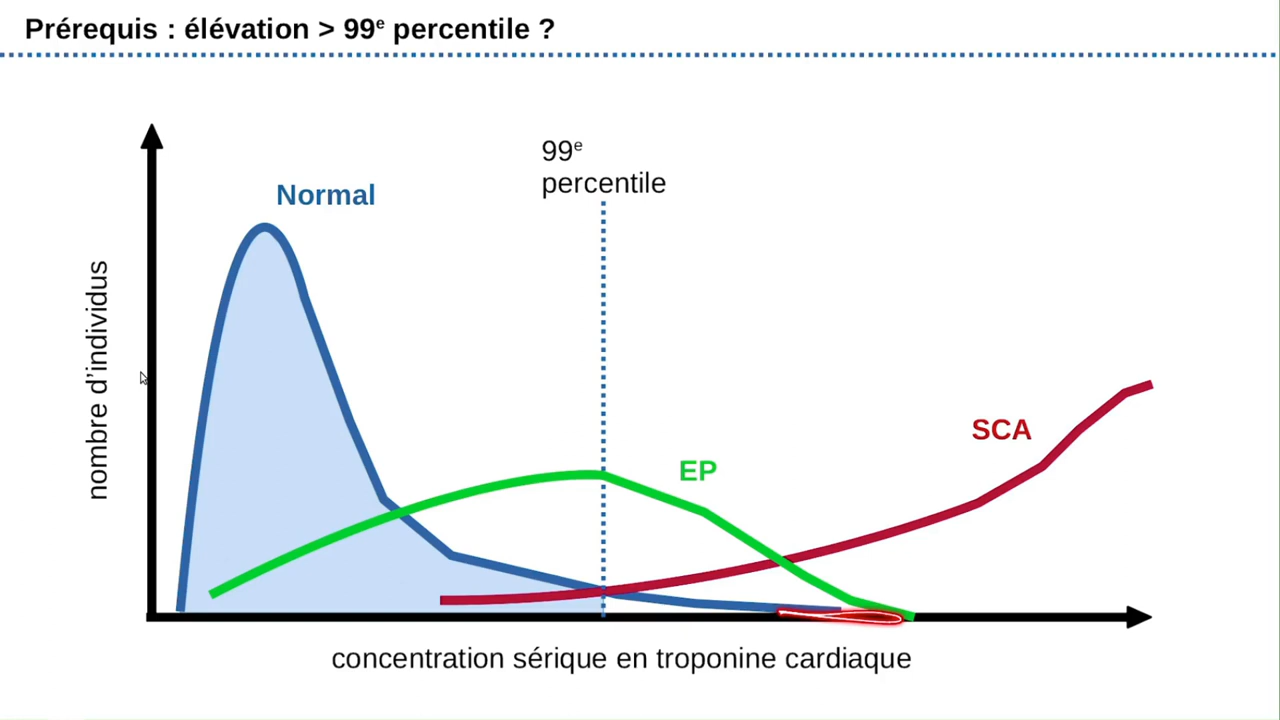 Prérequis : élévation > 99ᵉ percentile ?
99ᵉ
percentile
Normal
nombre d’individus
EP
SCA
concentration sérique en troponine cardiaque